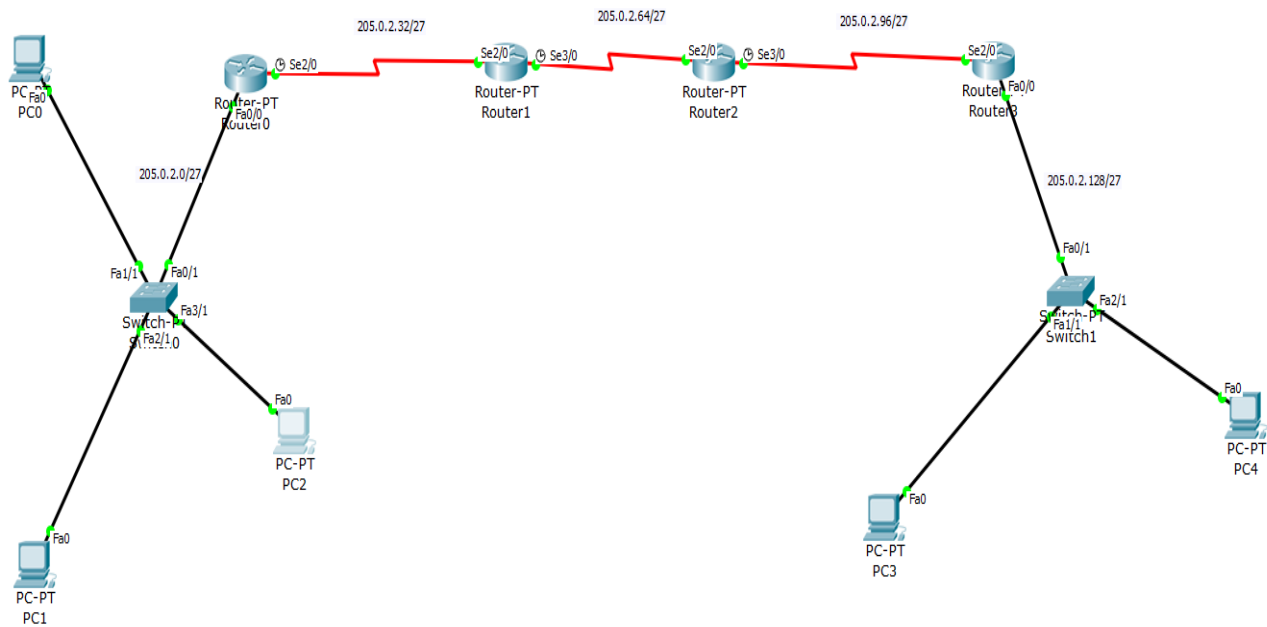 205.0.2.32/27
205.0.2.64/27
205.0.2.96/27
Se2/0
Se2/0
Se3/0
Se2/0
Se3/0
Se2/0
PC-PT
PC0
Fa0
Router-PT
Router0
Fa0/0
Router-PT
Router1
Router-PT
Router2
Fa0/0
Router3
205.0.2.0/27
205.0.2.128/27
Fa1/1
Fa0/1
Fa3/1
Fa2/1
Fa0/1
Fa2/1
Fa1/1
Switch-PT
Switch1
Fa0
PC-PT
PC2
Fa0
PC-PT
PC4
Fa0
PC-PT
PC3
Fa0
PC-PT
PC1